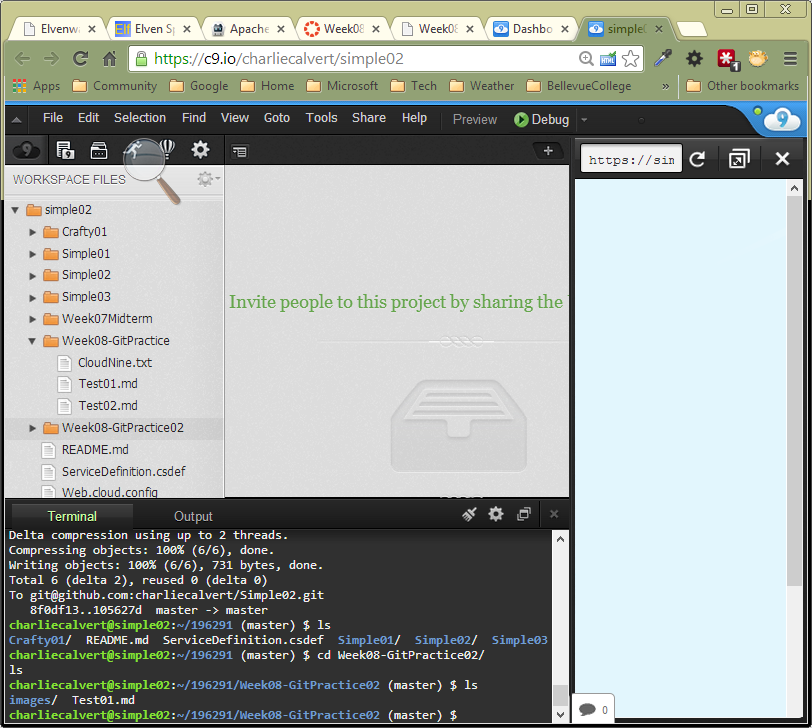 Elvenwa
Elven Sp
Apache
Week08
Week08
Dashbo
simple0
https://c9.io/charliecalvert/simple02
1
Apps Community Google Home Microsoft Tech Weather BellevueCollege » Other bookmarks
File Edit Selection Find View Goto Tools Share Help Preview Debug
9
WORKSPACE FILES
https://sim
simple02
Crafty01
Simple01
Simple02
Simple03
Week07Midterm
Week08-GitPractice
CloudNine.txt
Test01.md
Test02.md
Week08-GitPractice02
README.md
ServiceDefinition.csdef
Web.cloud.config
Invite people to this project by sharing the
Terminal Output
Delta compression using up to 2 threads.
Compressing objects: 100% (6/6), done.
Writing objects: 100% (6/6), 731 bytes, done.
Total 6 (delta 2), reused 0 (delta 0)
To git@github.com:charliecalvert/Simple02.git
8f0df13..105627d master -> master
charliecalvert@simple02:~/196291 (master) $ ls
Crafty01/ README.md ServiceDefinition.csdef Simple01/ Simple02/ Simple03
charliecalvert@simple02:~/196291 (master) $ cd Week08-GitPractice02/
ls
charliecalvert@simple02:~/196291/Week08-GitPractice02 (master) $ ls
images/ Test01.md
charliecalvert@simple02:~/196291/Week08-GitPractice02 (master) $
0